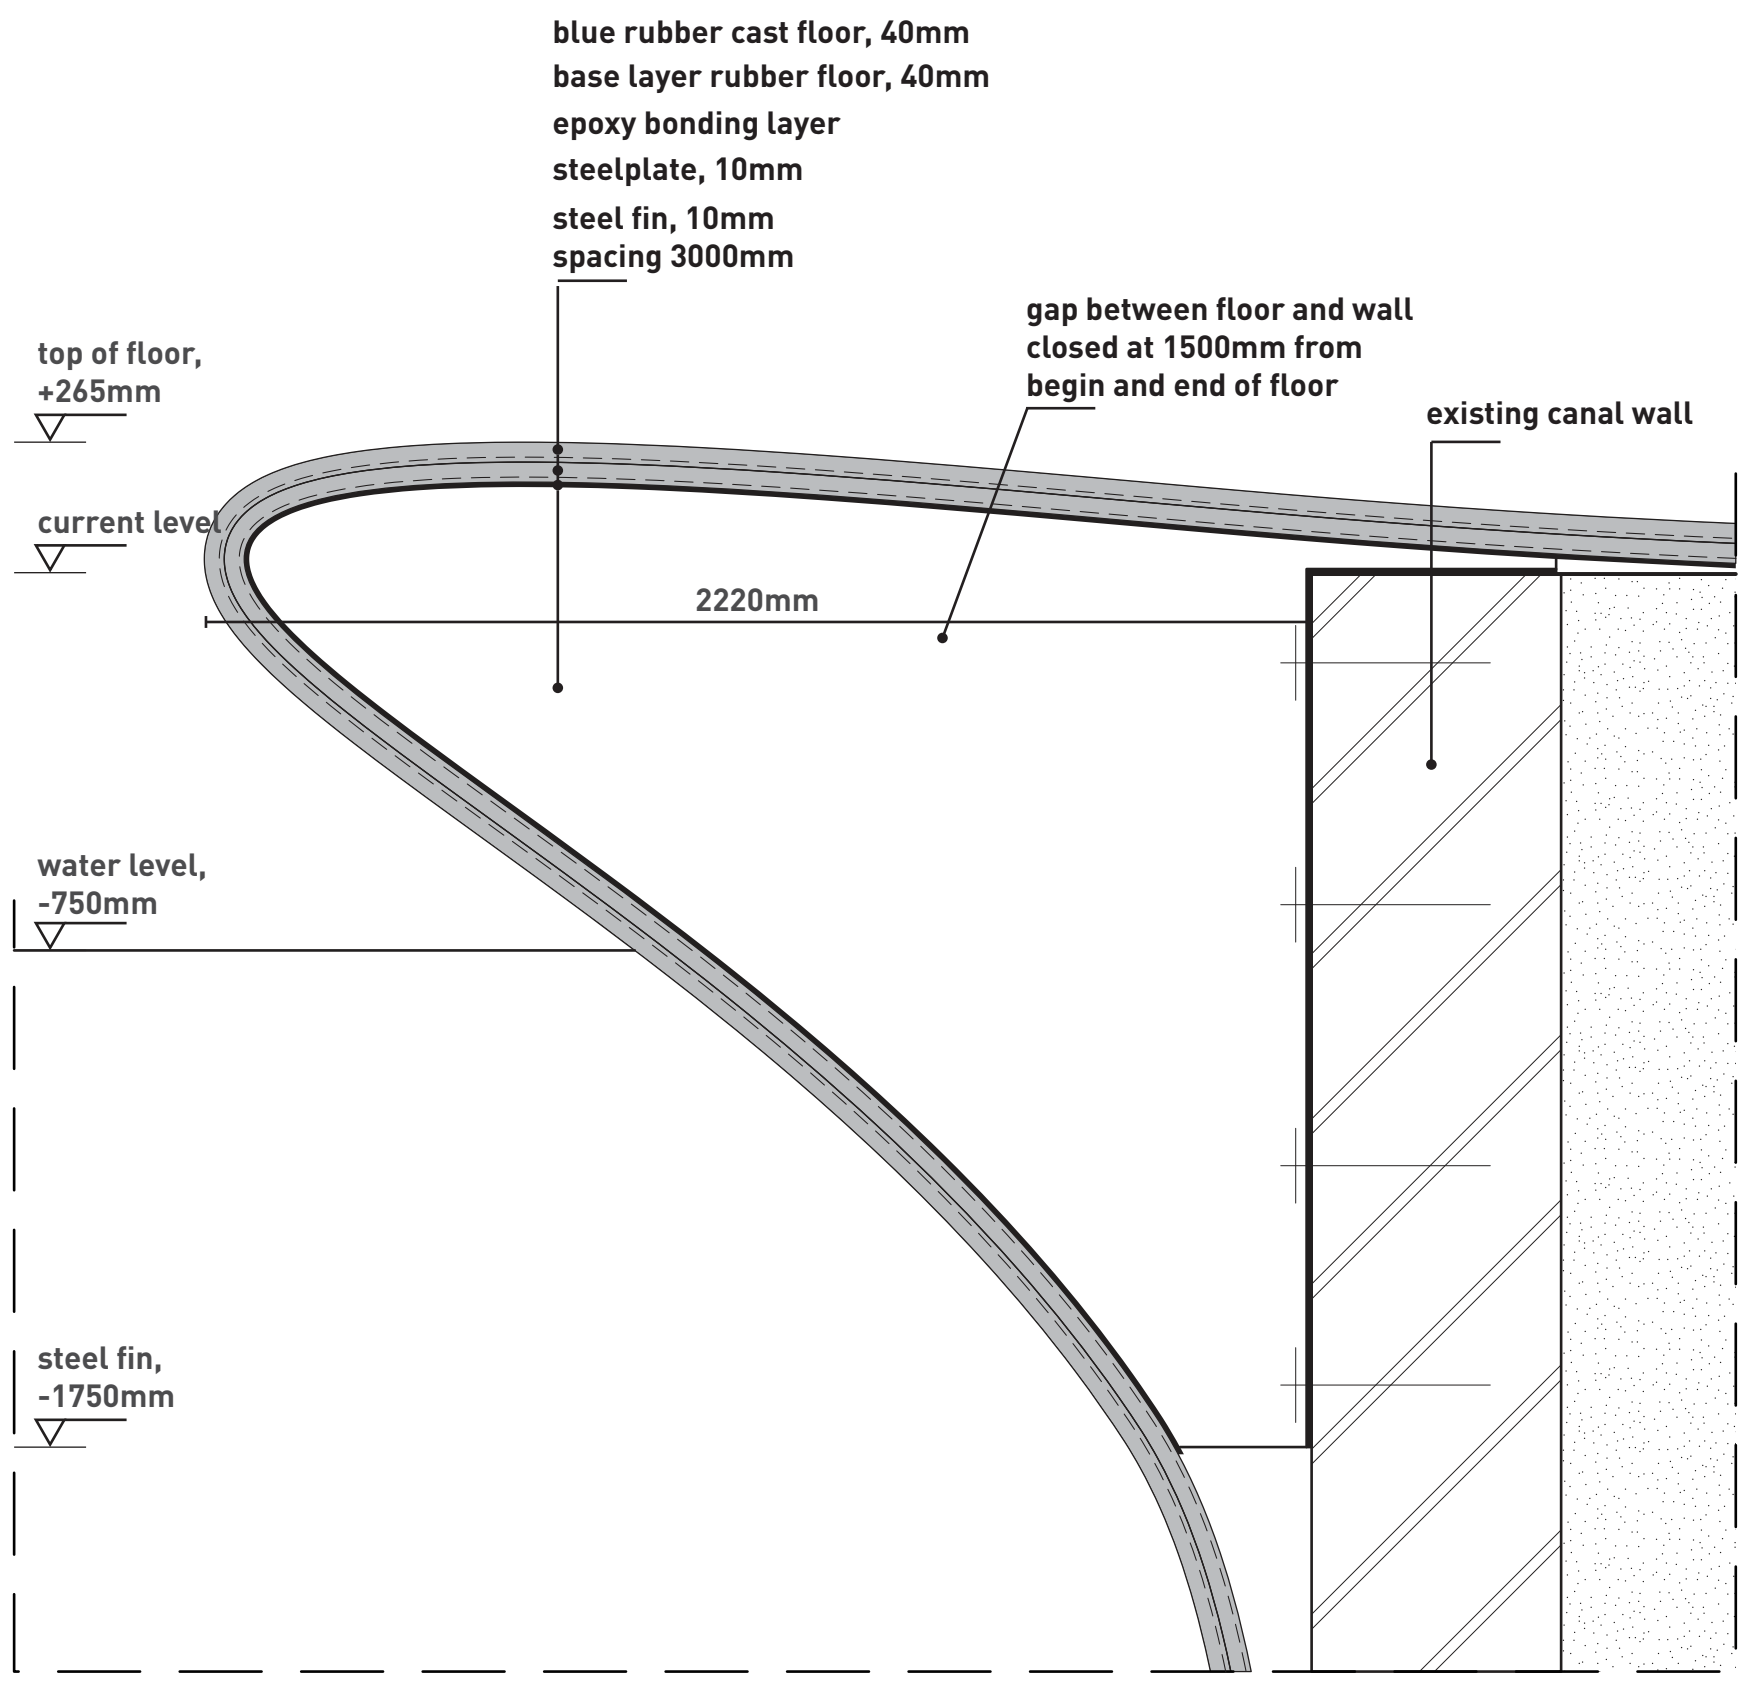 blue rubber cast floor, 40mm
base layer rubber floor, 40mm
epoxy bonding layer
steelplate, 10mm
steel fin, 10mm
spacing 3000mm
gap between floor and wall
closed at 1500mm from
begin and end of floor
existing canal wall
top of floor,
+265mm
current level
2220mm
water level,
-750mm
steel fin,
-1750mm